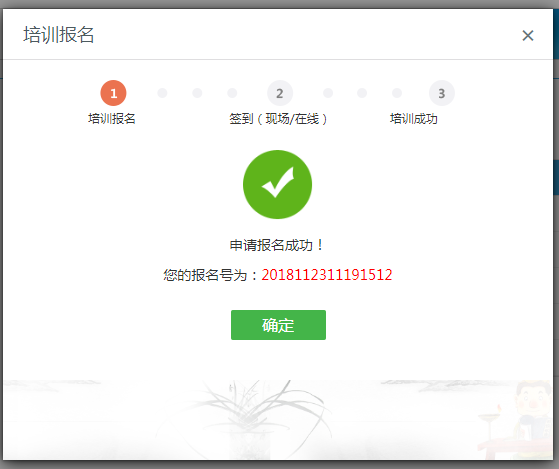 培训报名
×
1
2
3
培训报名
签到（现场/在线）
培训成功
申请报名成功！
您的报名号为：2018112311191512
确定